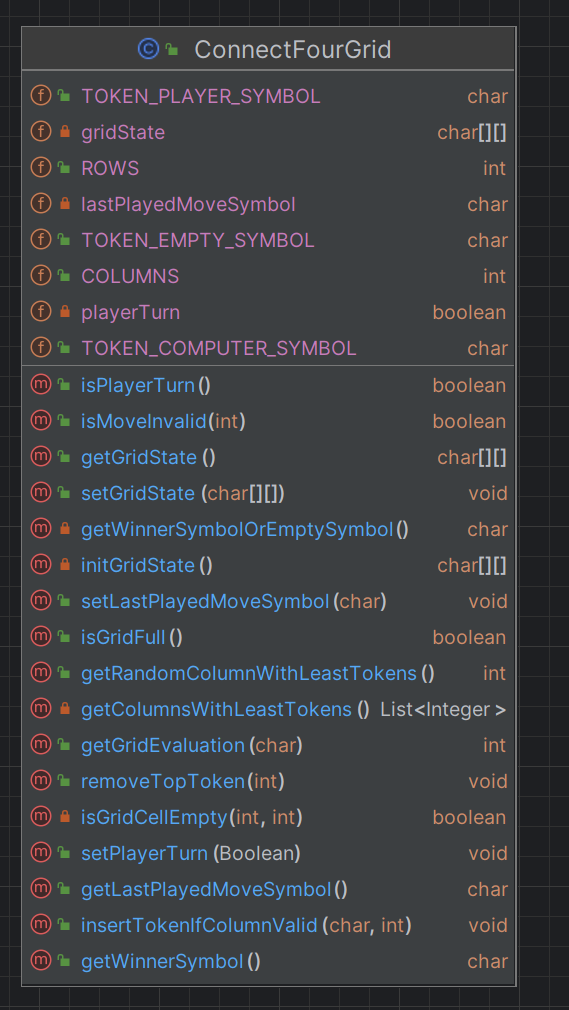 ConnectFourGrid
TOKEN_PLAYER_SYMBOL char
gridState char[][]
ROWS int
lastPlayedMoveSymbol char
TOKEN_EMPTY_SYMBOL char
COLUMNS int
playerTurn boolean
TOKEN_COMPUTER_SYMBOL char
isPlayerTurn() boolean
isMoveInvalid(int) boolean
getGridState() char[][]
setGridState(char[][]) void
getWinnerSymbolOrEmptySymbol() char
initGridState() char[][]
setLastPlayedMoveSymbol(char) void
isGridFull() boolean
getRandomColumnWithLeastTokens() int
getColumnsWithLeastTokens() List<Integer>
getGridEvaluation(char) int
removeTopToken(int) void
isGridCellEmpty(int, int) boolean
setPlayerTurn(Boolean) void
getLastPlayedMoveSymbol() char
insertTokenIfColumnValid(char, int) void
getWinnerSymbol() char